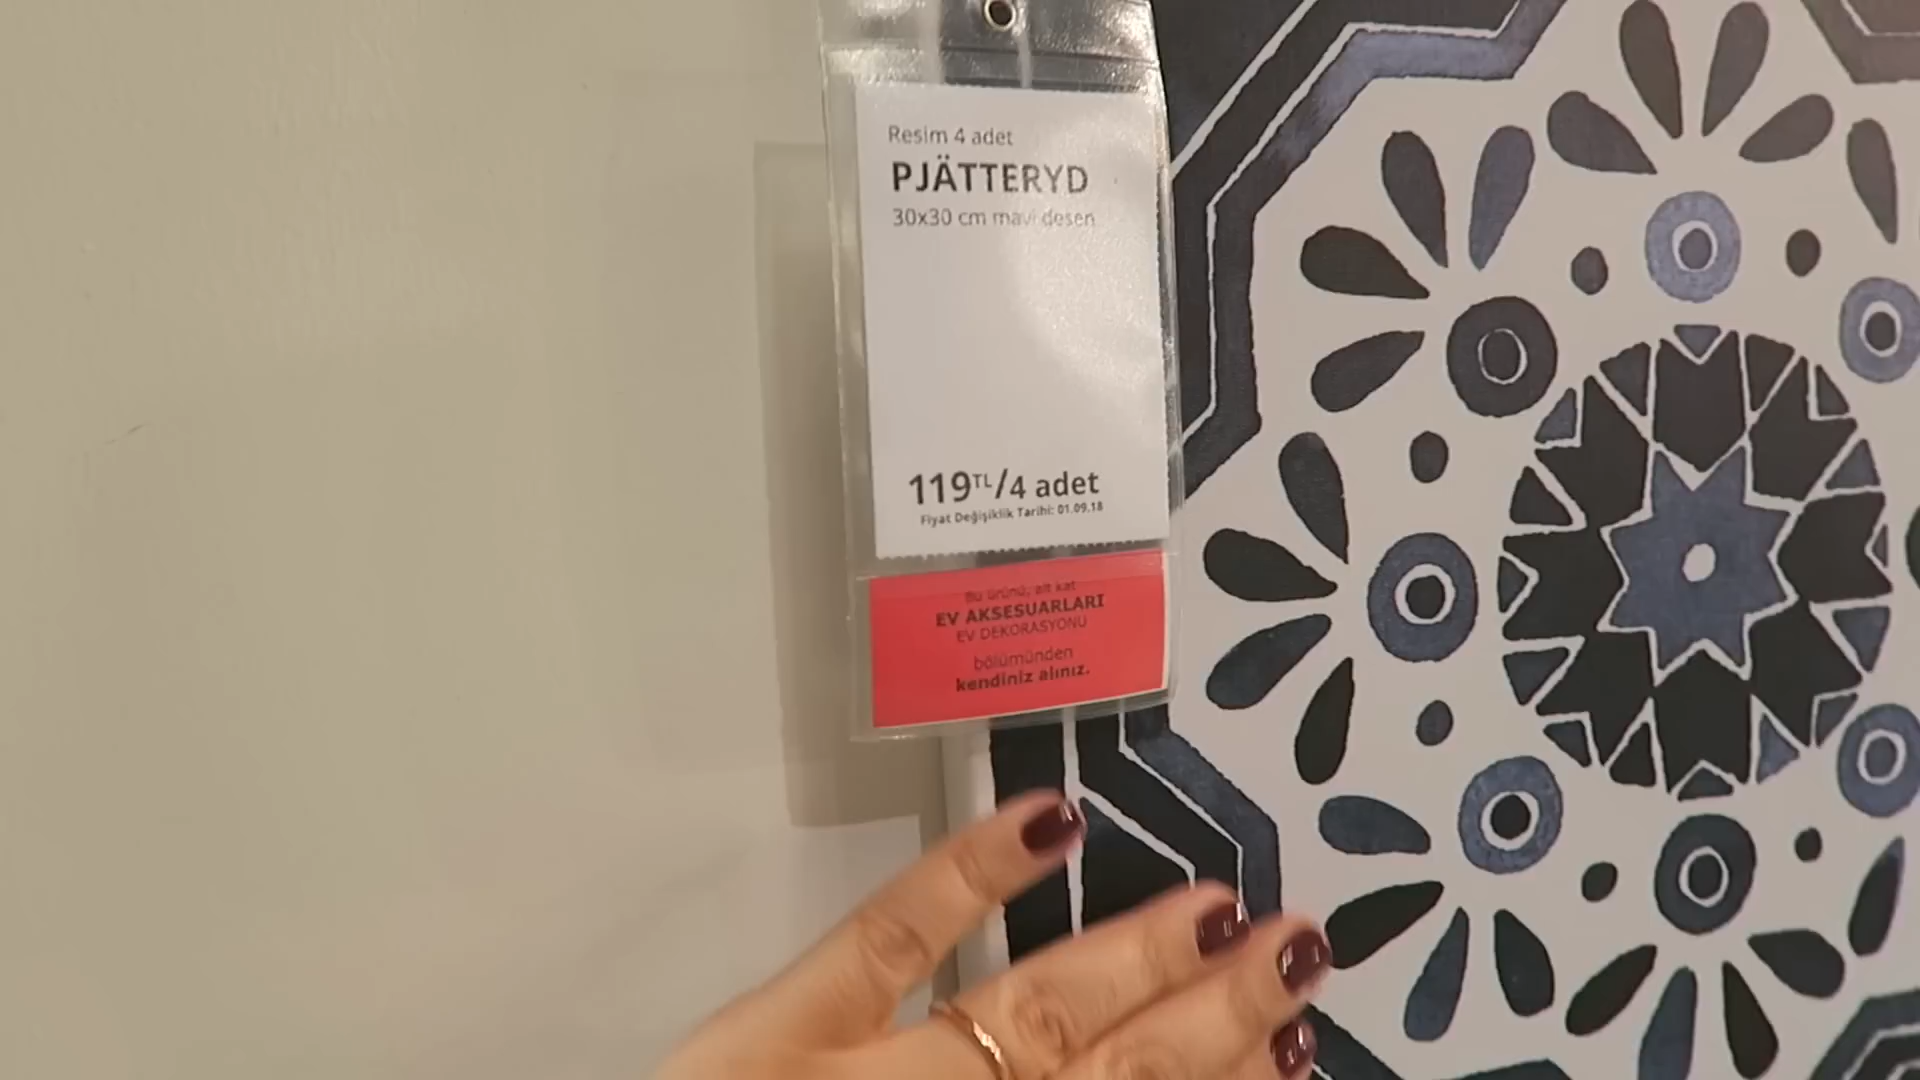 Resim 4 adet
PJÄTTERYD
30x30 cm mavi desen
119TL/4 adet
Fiyat Değişiklik Tarihi: 01.09.18
Bu ürünü, alt kat
EV AKSESUARLARI
EV DEKORASYONU
bölümünden
kendiniz alınız.